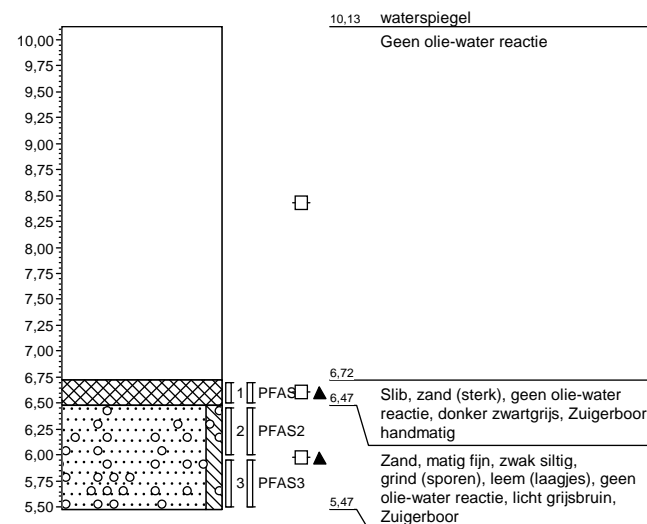 10,13 waterspiegel
Geen olie-water reactie
10,00
9,75
9,50
9,25
9,00
8,75
8,50
8,25
8,00
7,75
7,50
7,25
7,00
6,75
6,50
6,25
6,00
5,75
5,50
1 PFAS
2 PFAS2
3 PFAS3
6,72
6,47
Slib, zand (sterk), geen olie-water
reactie, donker zwartgrijs, Zuigerboor
handmatig
Zand, matig fijn, zwak siltig,
grind (sporen), leem (laagjes), geen
olie-water reactie, licht grijsbruin,
Zuigerboor
5,47